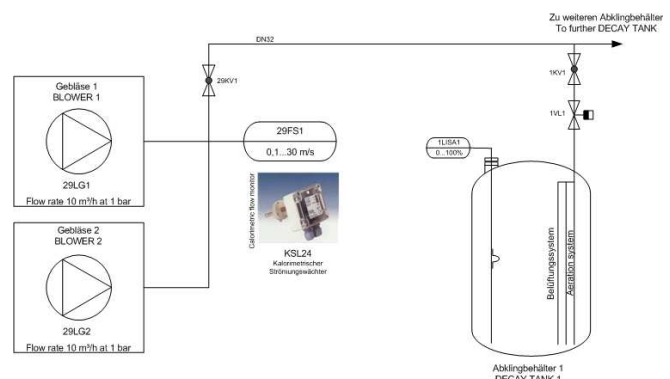 Zu weiteren Abklingbehälter
To further DECAY TANK
DN32
Gebläse 1
BLOWER 1
29LG1
Flow rate 10 m³/h at 1 bar
29KV1
1KV1
1VL1
29FS1
0,1...30 m/s
1LISA1
0...100%
Calorimetric flow monitor
KSL24
Kalorimetrischer
Strömungswächter
Gebläse 2
BLOWER 2
29LG2
Flow rate 10 m³/h at 1 bar
Belüftungssystem
Aeration system
Abklingbehälter 1
DECAY TANK 1